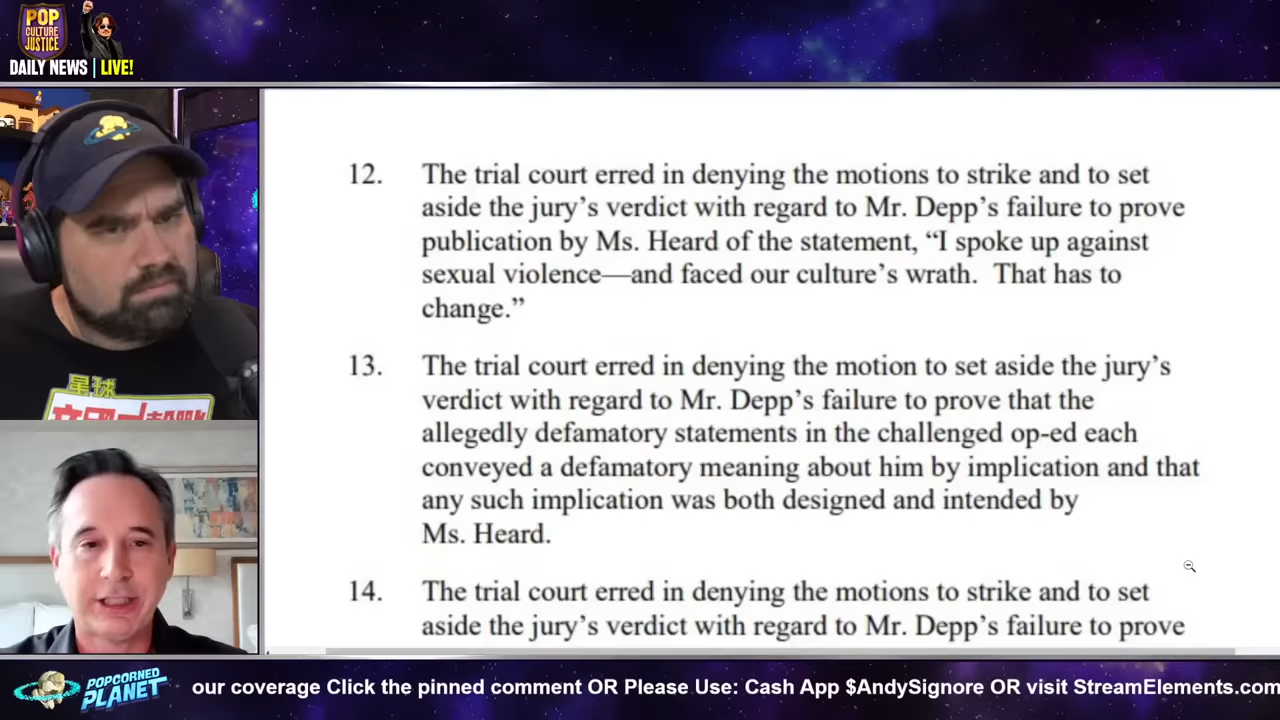 POP
CULTURE
JUSTICE
DAILY NEWS | LIVE!
12. The trial court erred in denying the motions to strike and to set
aside the jury’s verdict with regard to Mr. Depp’s failure to prove
publication by Ms. Heard of the statement, “I spoke up against
sexual violence—and faced our culture’s wrath.  That has to
change.”
13. The trial court erred in denying the motion to set aside the jury’s
verdict with regard to Mr. Depp’s failure to prove that the
allegedly defamatory statements in the challenged op-ed each
conveyed a defamatory meaning about him by implication and that
any such implication was both designed and intended by
Ms. Heard.
14. The trial court erred in denying the motions to strike and to set
aside the jury’s verdict with regard to Mr. Depp’s failure to prove
星球
POPCORNED
PLANET
our coverage Click the pinned comment OR Please Use: Cash App $AndySignore OR visit StreamElements.com